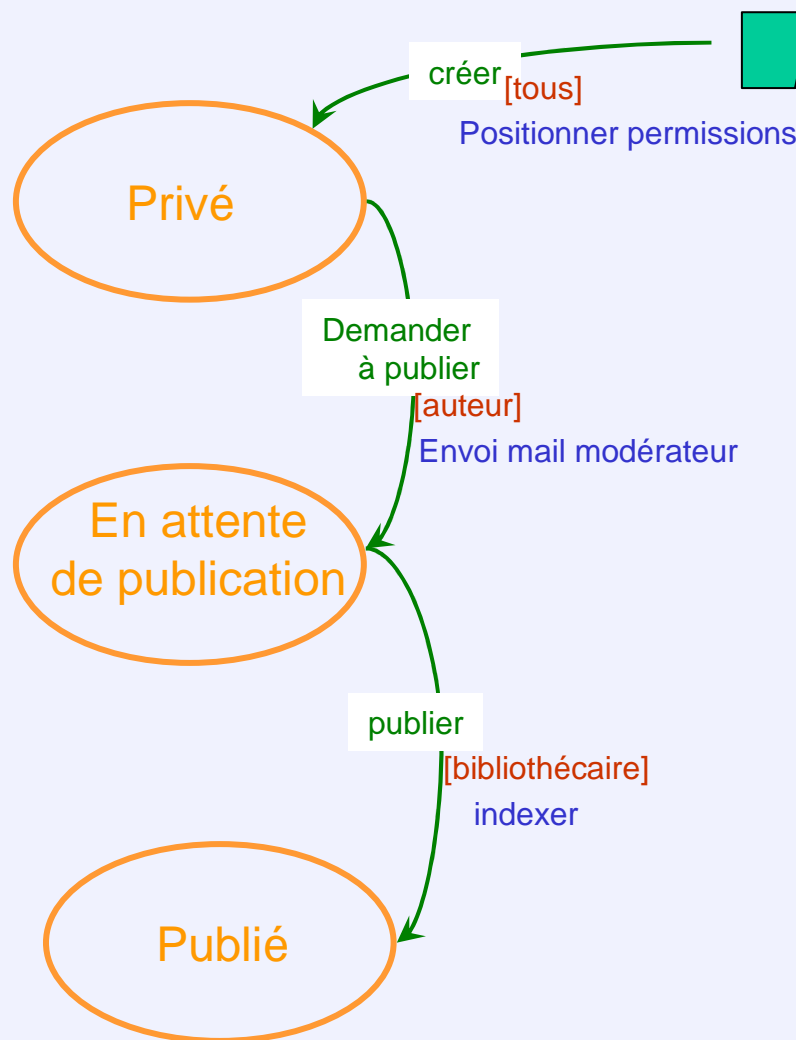 créer
[tous]
Positionner permissions
Privé
Demander
à publier
[auteur]
Envoi mail modérateur
En attente
de publication
publier
[bibliothécaire]
indexer
Publié